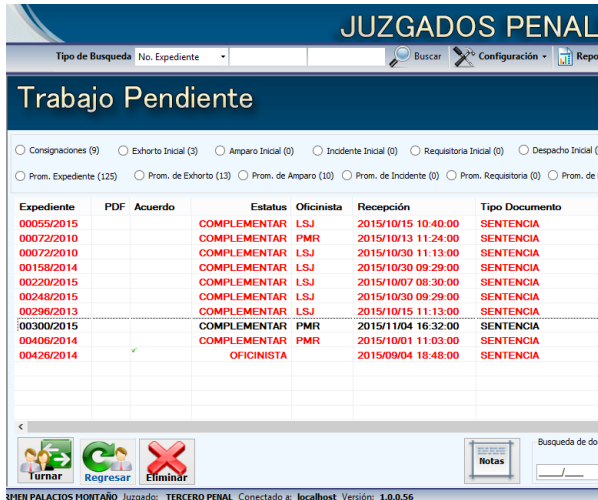 JUZGADOS PENAL
Tipo de Busqueda No. Expediente Buscar Configuración Repo
Trabajo Pendiente
Consignaciones (9) Exhorto Inicial (3) Amparo Inicial (0) Incidente Inicial (0) Requisitoria Inicial (0) Despacho Inicial (
Prom. Expediente (125) Prom. de Exhorto (13) Prom. de Amparo (10) Prom. de Incidente (0) Prom. Requisitoria (0) Prom. de
Expediente PDF Acuerdo Estatus Oficinista Recepción Tipo Documento
00055/2015 COMPLEMENTAR LSJ 2015/10/15 10:40:00 SENTENCIA
00072/2010 COMPLEMENTAR PMR 2015/10/13 11:24:00 SENTENCIA
00072/2010 COMPLEMENTAR LSJ 2015/10/30 11:13:00 SENTENCIA
00158/2014 COMPLEMENTAR LSJ 2015/10/30 09:29:00 SENTENCIA
00220/2015 COMPLEMENTAR LSJ 2015/10/07 08:30:00 SENTENCIA
00248/2015 COMPLEMENTAR LSJ 2015/10/30 09:29:00 SENTENCIA
00296/2013 COMPLEMENTAR LSJ 2015/10/15 11:13:00 SENTENCIA
00300/2015 COMPLEMENTAR PMR 2015/11/04 16:32:00 SENTENCIA
00406/2014 COMPLEMENTAR PMR 2015/10/01 11:03:00 SENTENCIA
00426/2014 OFICINISTA 2015/09/04 18:48:00 SENTENCIA
Busqueda de do
Turnar Regresar Eliminar Notas __/__
RMEN PALACIOS MONTAÑO Juzgado: TERCERO PENAL Conectado a: localhost Versión: 1.0.0.56